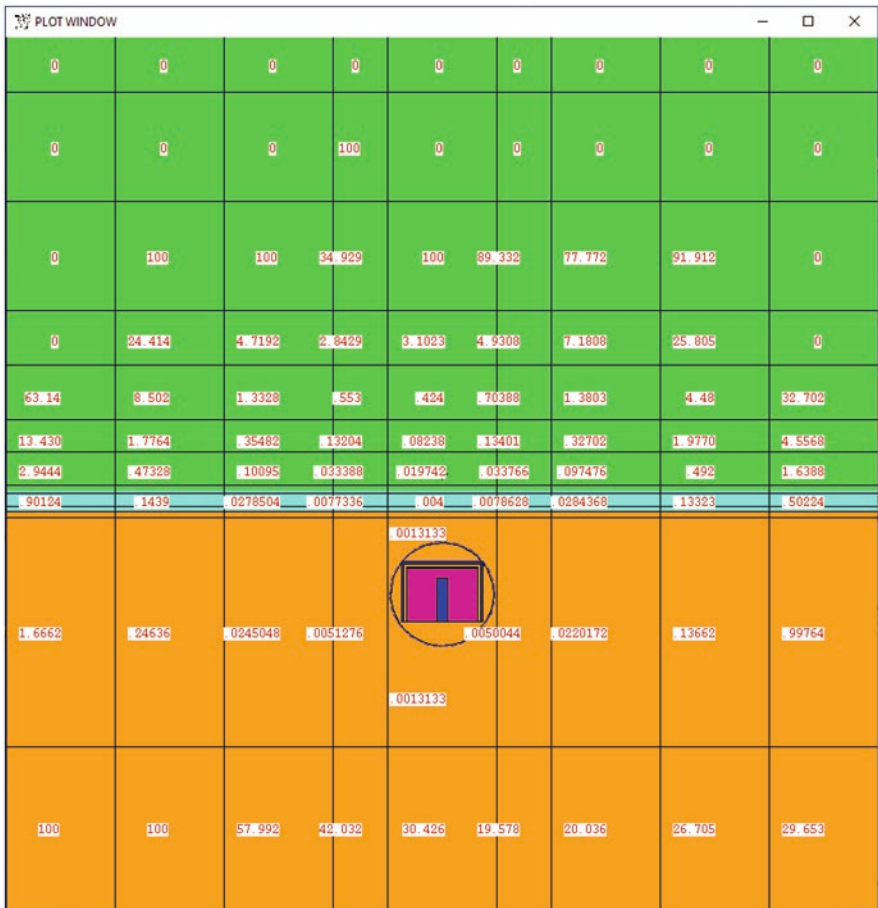 PLOT WINDOW
0 0 0 0 0 0 0 0 0
0 0 0 100 0 0 0 0 0
0 100 100 34.929 100 89.332 77.772 91.912 0
0 24.414 4.7192 2.8429 3.1023 4.9308 7.1808 25.805 0
63.14 8.502 1.3328 .553 .424 .70388 1.3803 4.48 32.702
13.430 1.7764 .35482 .13204 .08238 .13401 .32702 1.9770 4.5568
2.9444 .47328 .10095 .033388 .019742 .033766 .097476 .492 1.6388
.90124 .1439 .0278504 .0077336 .004 .0078628 .0284368 .13323 .50224
.0013133
1.6662 .24636 .0245048 .0051276 .0050044 .0220172 .13662 .99764
.0013133
100 100 57.992 42.032 30.426 19.578 20.036 26.705 29.653